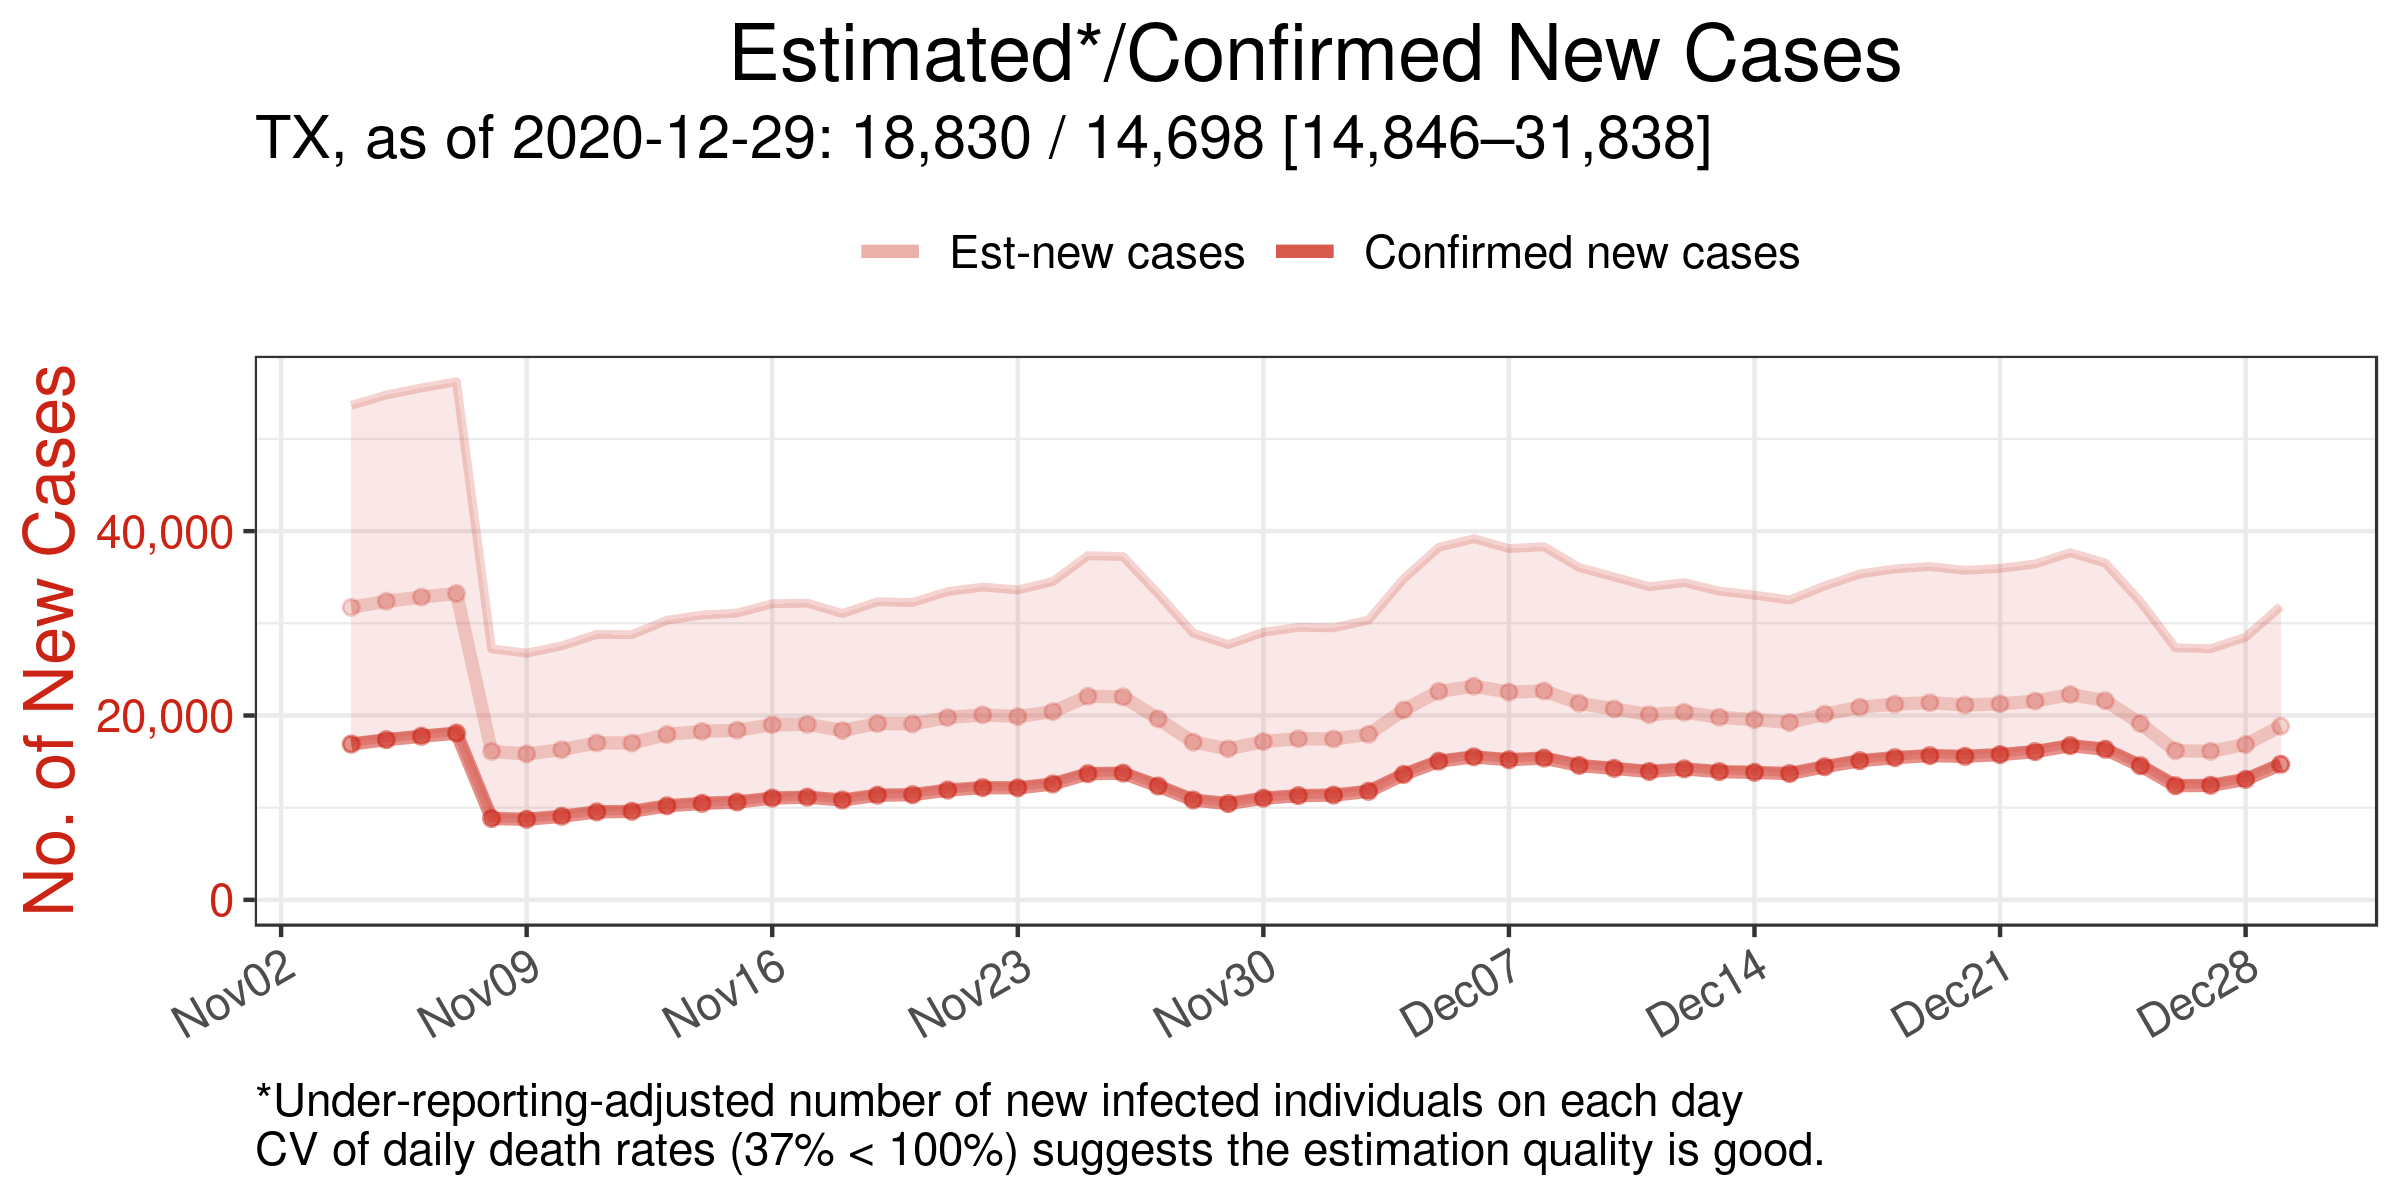 Estimated*/Confirmed New Cases
TX, as of 2020-12-29: 18,830 / 14,698 [14,846–31,838]
Est-new cases
Confirmed new cases
No. of New Cases
40,000
20,000
0
Nov02
Nov09
Nov16
Nov23
Nov30
Dec07
Dec14
Dec21
Dec28
*Under-reporting-adjusted number of new infected individuals on each day
CV of daily death rates (37% < 100%) suggests the estimation quality is good.